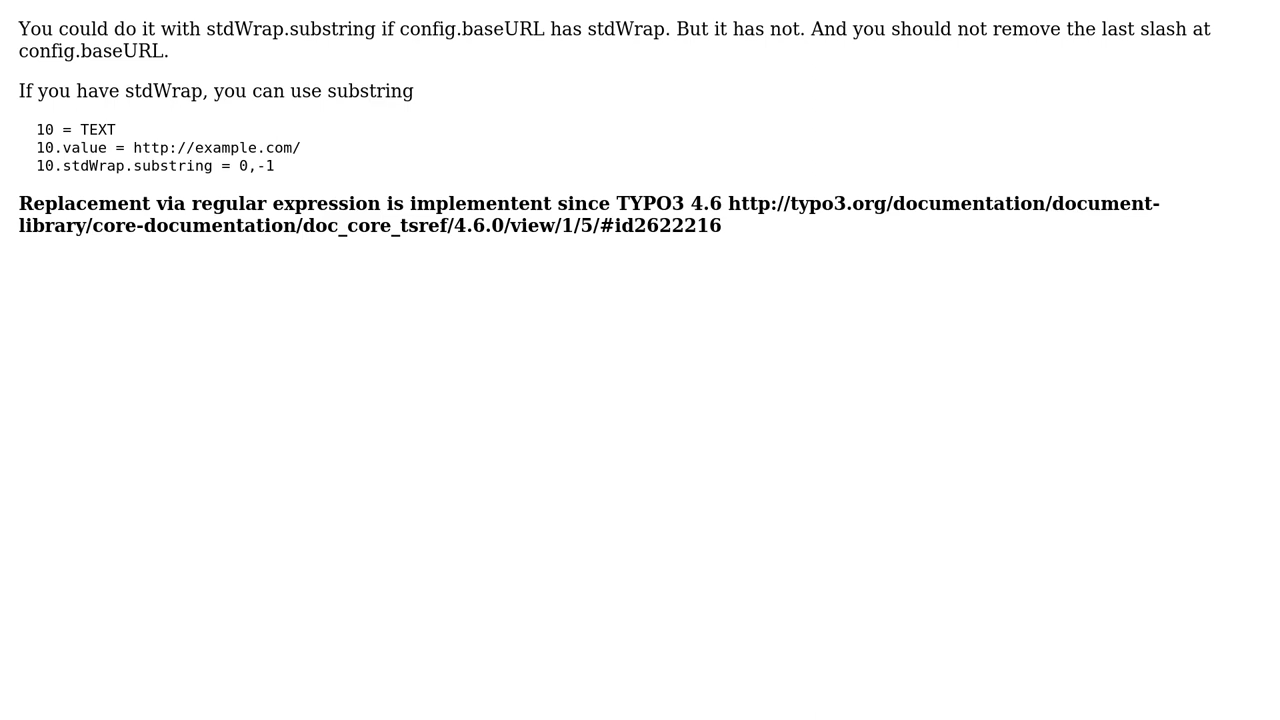 You could do it with stdWrap.substring if config.baseURL has stdWrap. But it has not. And you should not remove the last slash at
config.baseURL.
If you have stdWrap, you can use substring
10 = TEXT
10.value = http://example.com/
10.stdWrap.substring = 0,-1
Replacement via regular expression is implementent since TYPO3 4.6 http://typo3.org/documentation/document-
library/core-documentation/doc_core_tsref/4.6.0/view/1/5/#id2622216